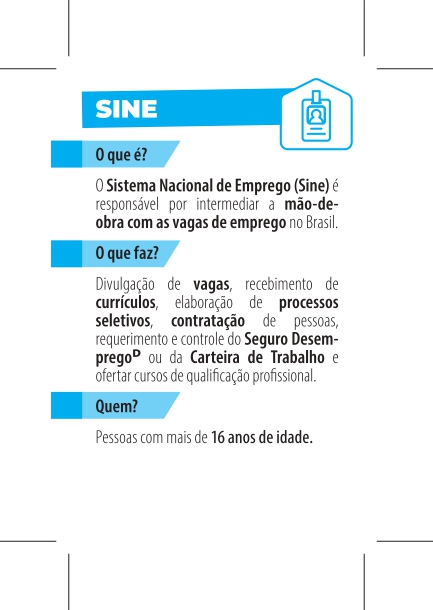 SINE
O que é?
O Sistema Nacional de Emprego (Sine) é
responsável por intermediar a mão-de-
obra com as vagas de emprego no Brasil.
O que faz?
Divulgação de vagas, recebimento de
currículos, elaboração de processos
seletivos, contratação de pessoas,
requerimento e controle do Seguro Desem-
pregoᴰ ou da Carteira de Trabalho e
ofertar cursos de qualificação profissional.
Quem?
Pessoas com mais de 16 anos de idade.